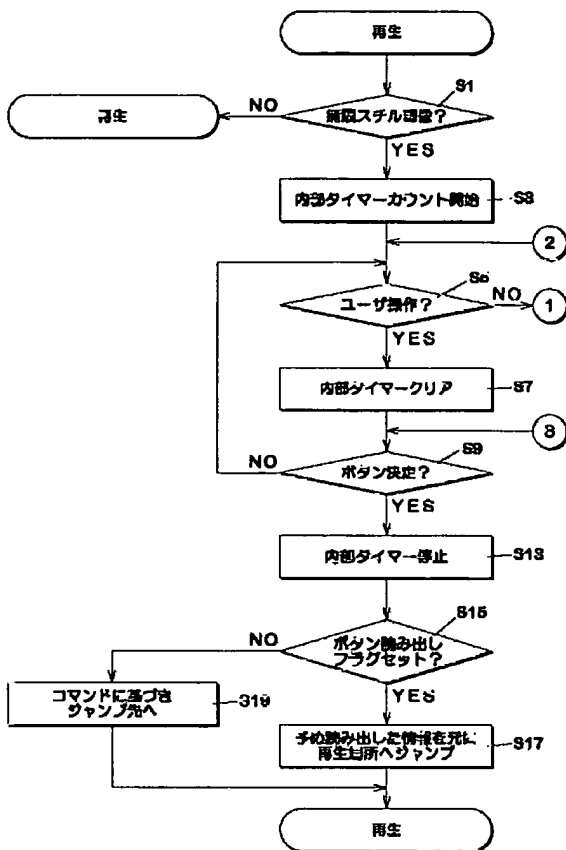 再生
S1
NO
再生
無限スチル画像？
YES
内部タイマーカウント開始
S3
2
S5
ユーザ操作？
NO
1
YES
内部タイマークリア
S7
3
S9
NO
ボタン決定？
YES
内部タイマー停止
S13
S15
NO
ボタン読み出し
フラグセット？
YES
コマンドに基づき
ジャンプ先へ
S19
予め読み出した情報を元に
再生場所へジャンプ
S17
再生